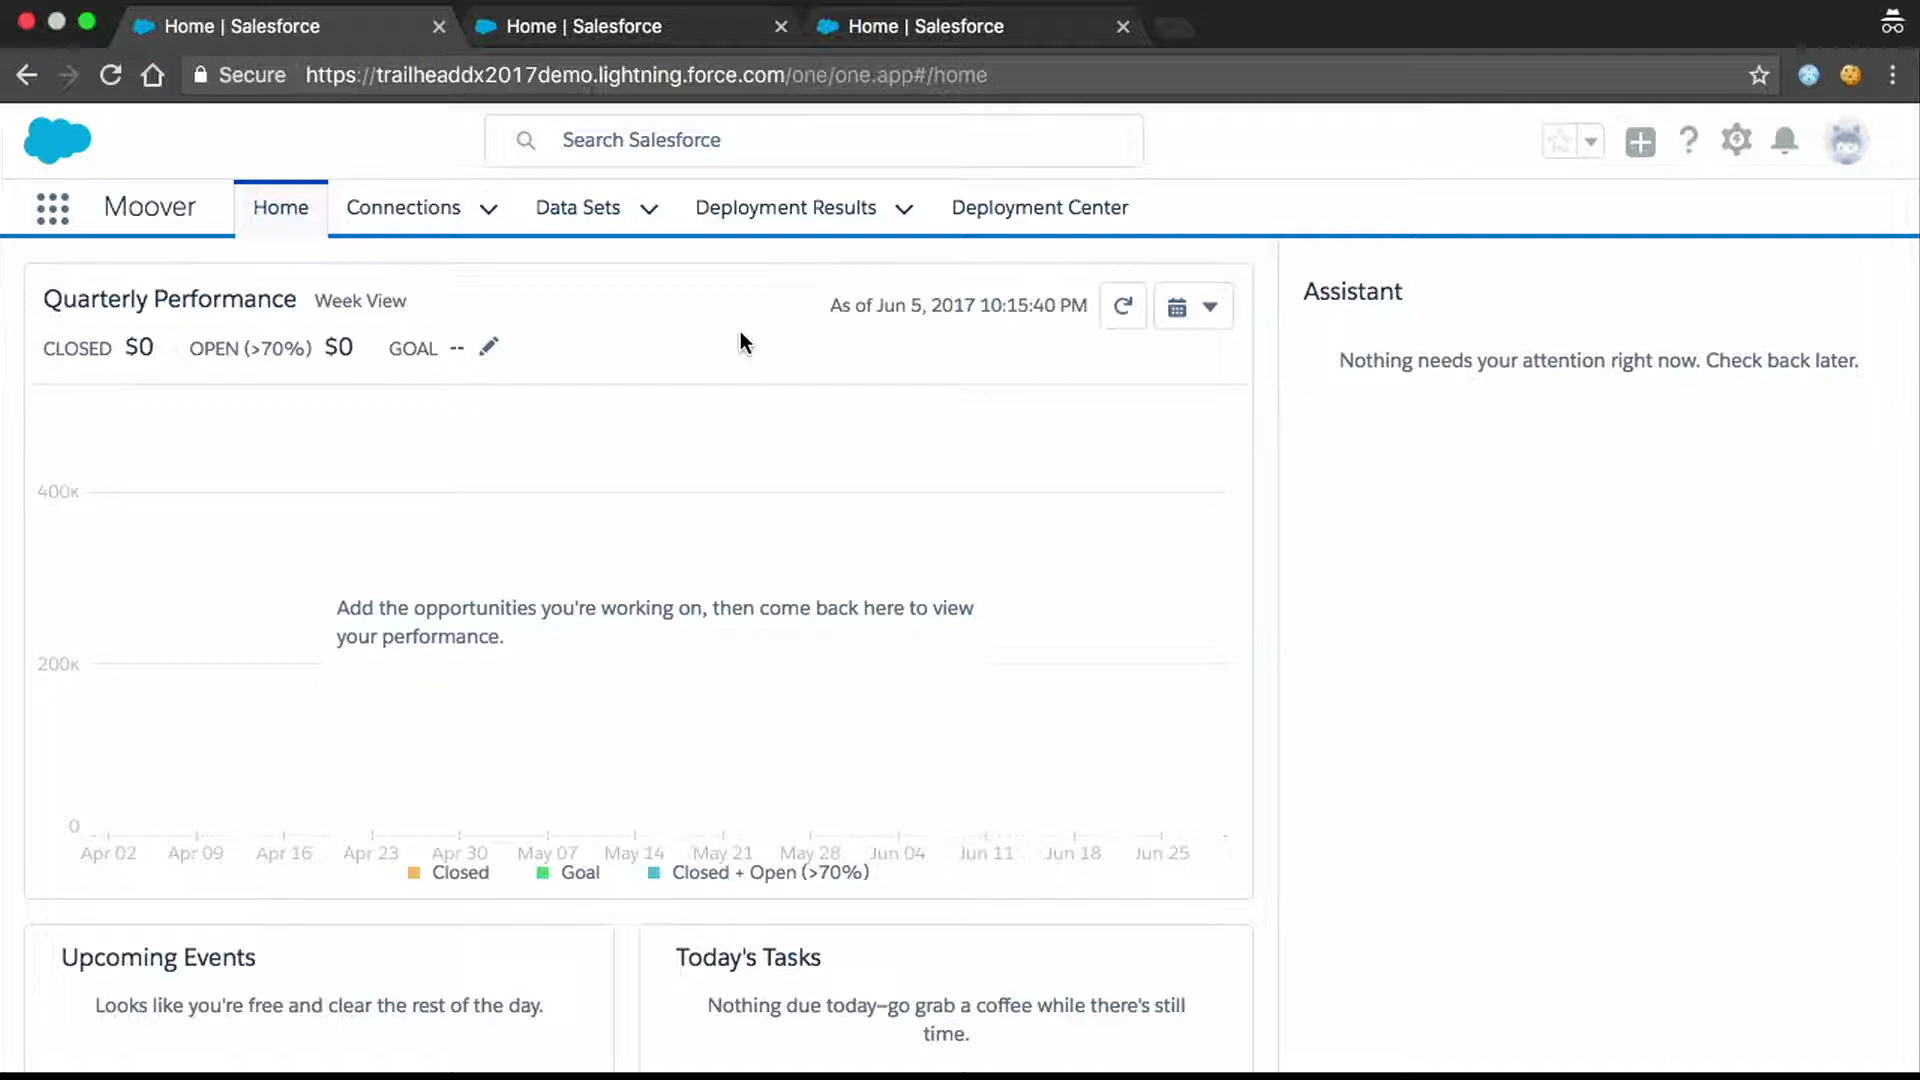 Home | Salesforce
Home | Salesforce
Home | Salesforce
Secure https://trailheaddx2017demo.lightning.force.com/one/one.app#/home
Search Salesforce
Moover Home Connections Data Sets Deployment Results Deployment Center
Quarterly Performance Week View
As of Jun 5, 2017 10:15:40 PM
CLOSED $0 OPEN (>70%) $0 GOAL --
Assistant
Nothing needs your attention right now. Check back later.
400K
Add the opportunities you're working on, then come back here to view
your performance.
200K
0
Apr 02 Apr 09 Apr 16 Apr 23 Apr 30 May 07 May 14 May 21 May 28 Jun 04 Jun 11 Jun 18 Jun 25
Closed Goal Closed + Open (>70%)
Upcoming Events
Looks like you're free and clear the rest of the day.
Today's Tasks
Nothing due today–go grab a coffee while there's still
time.